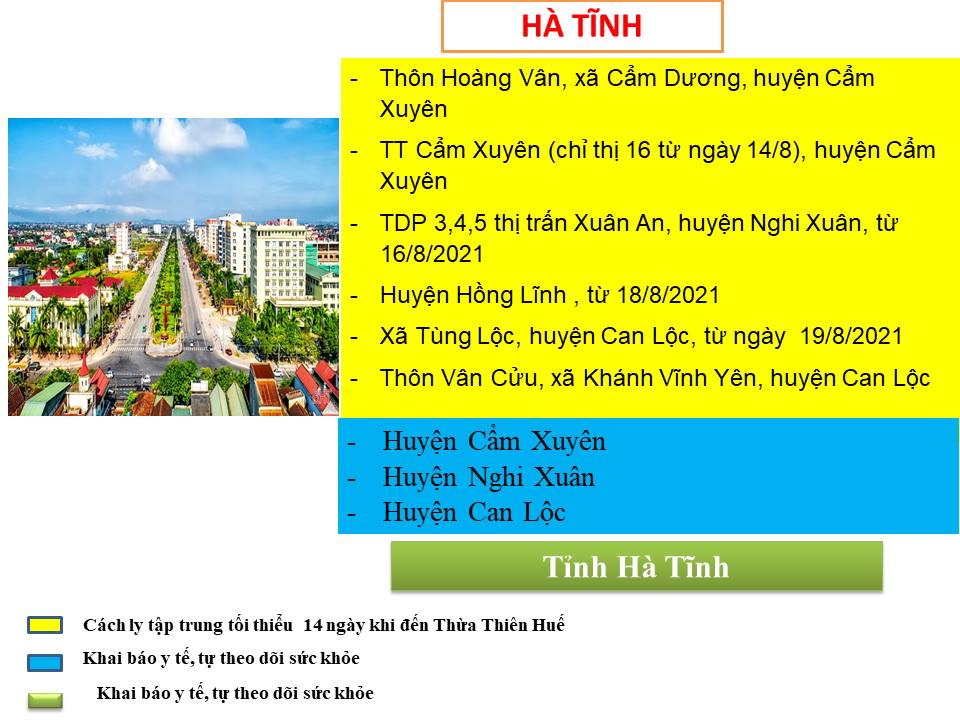 HÀ TĨNH
- Thôn Hoàng Vân, xã Cẩm Dương, huyện Cẩm
Xuyên
- TT Cẩm Xuyên (chỉ thị 16 từ ngày 14/8), huyện Cẩm
Xuyên
- TDP 3,4,5 thị trấn Xuân An, huyện Nghi Xuân, từ
16/8/2021
- Huyện Hồng Lĩnh , từ 18/8/2021
- Xã Tùng Lộc, huyện Can Lộc, từ ngày 19/8/2021
- Thôn Vân Cửu, xã Khánh Vĩnh Yên, huyện Can Lộc
- Huyện Cẩm Xuyên
- Huyện Nghi Xuân
- Huyện Can Lộc
Tỉnh Hà Tĩnh
Cách ly tập trung tối thiểu 14 ngày khi đến Thừa Thiên Huế
Khai báo y tế, tự theo dõi sức khỏe
Khai báo y tế, tự theo dõi sức khỏe